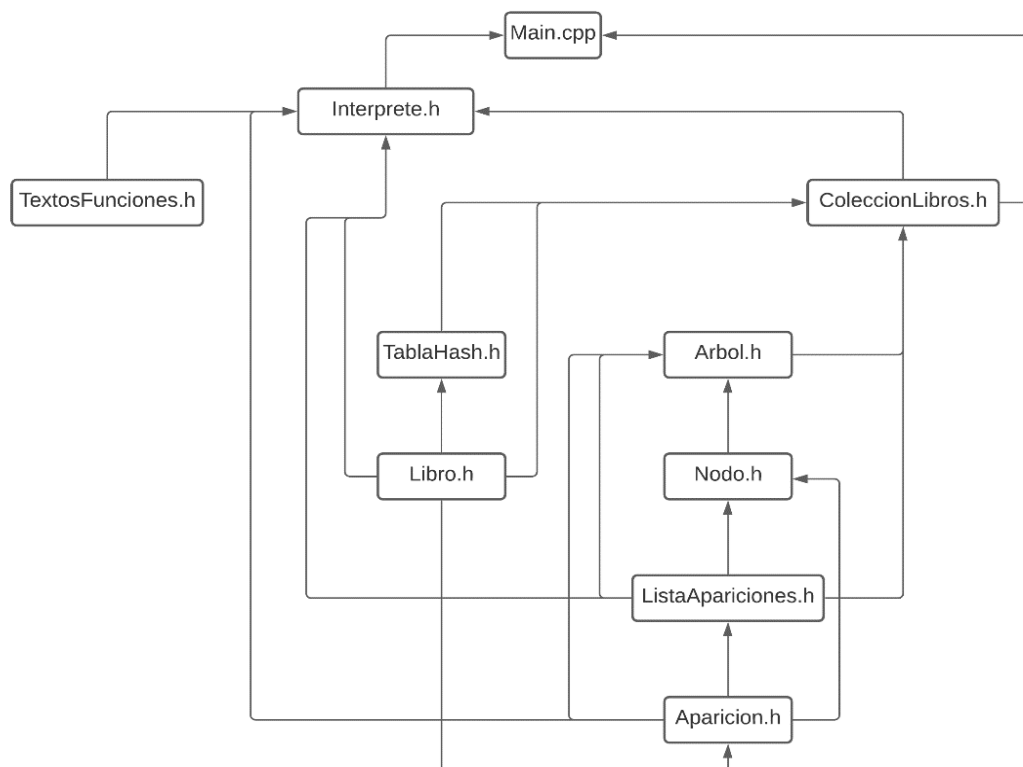 Main.cpp
Interprete.h
TextosFunciones.h
ColeccionLibros.h
TablaHash.h
Arbol.h
Libro.h
Nodo.h
ListaApariciones.h
Aparicion.h